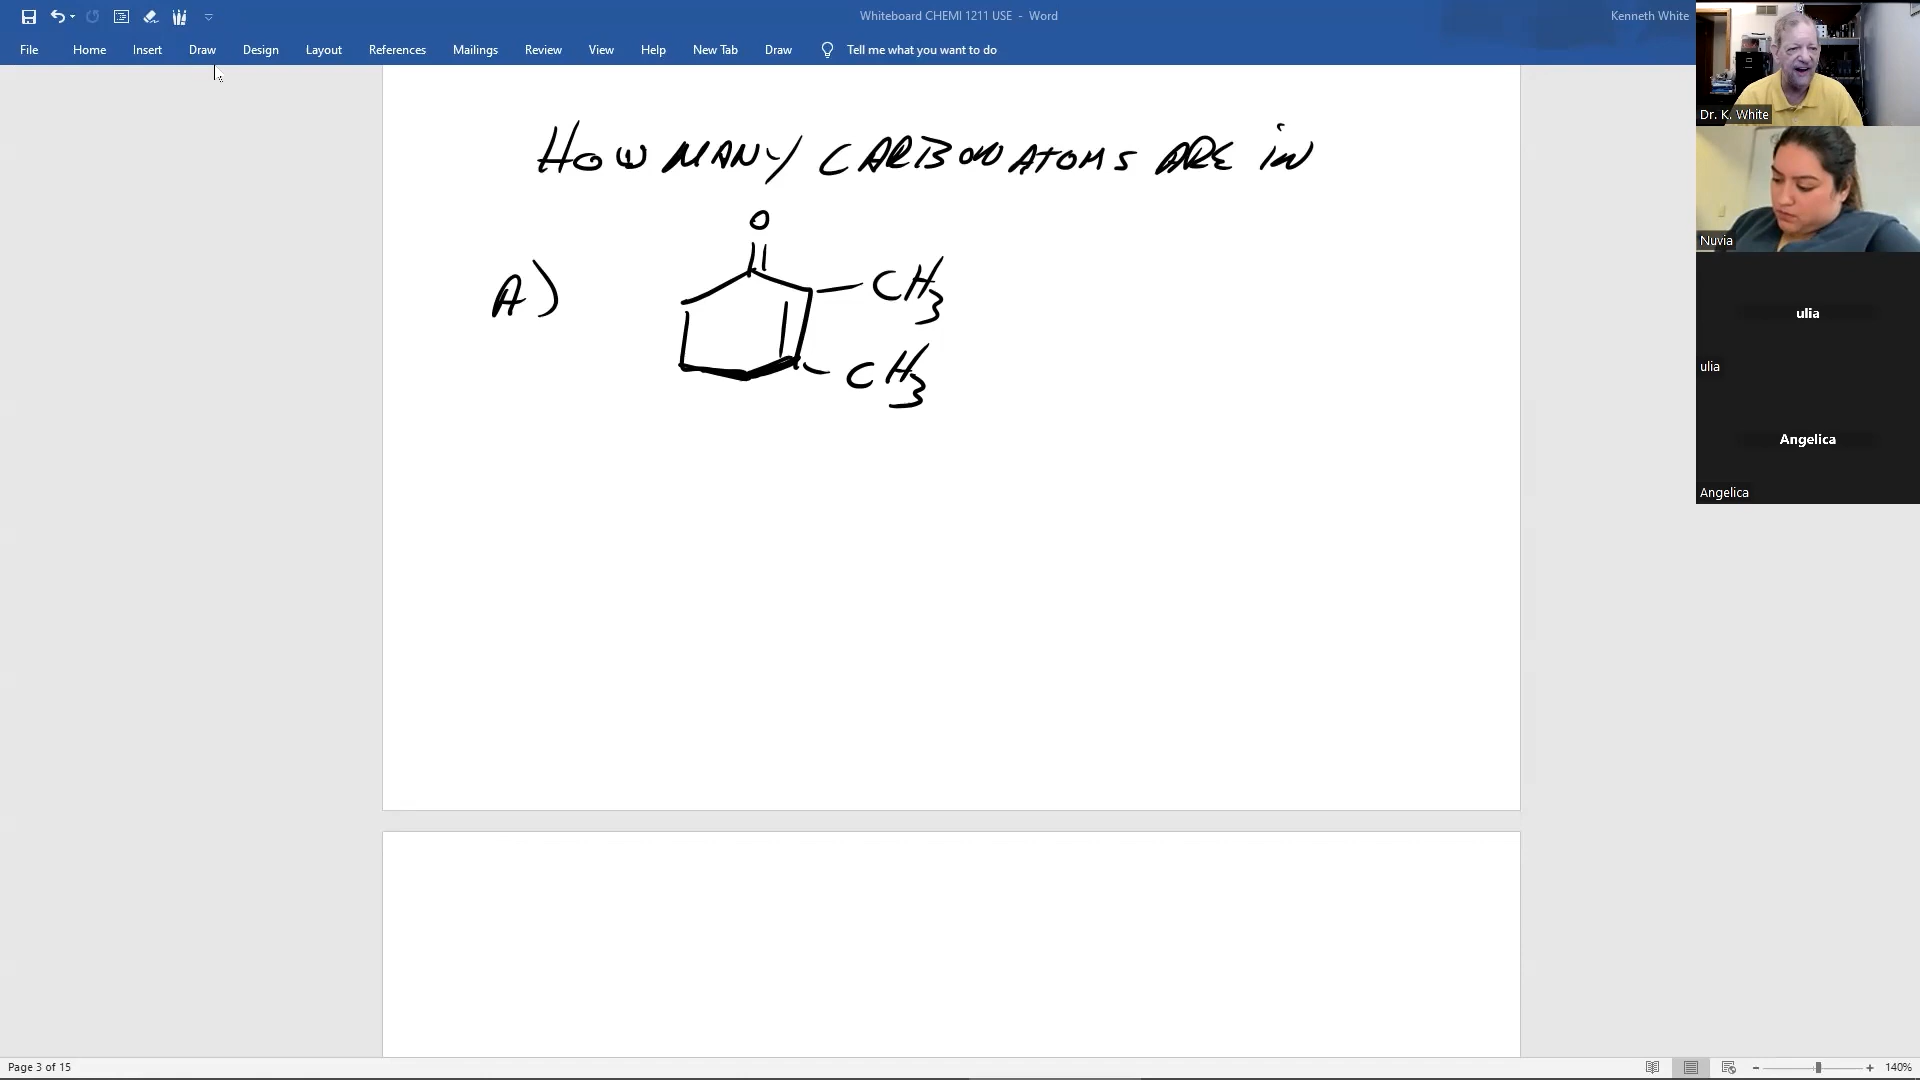 Whiteboard CHEMI 1211 USE - Word
Kenneth White
File Home Insert Draw Design Layout References Mailings Review View Help New Tab Draw Tell me what you want to do
Dr. K. White
Nuvia
ulia
ulia
Angelica
Angelica
HOW MANY CARBON ATOMS ARE IN
O
A)
CH3
CH3
Page 3 of 15
140%